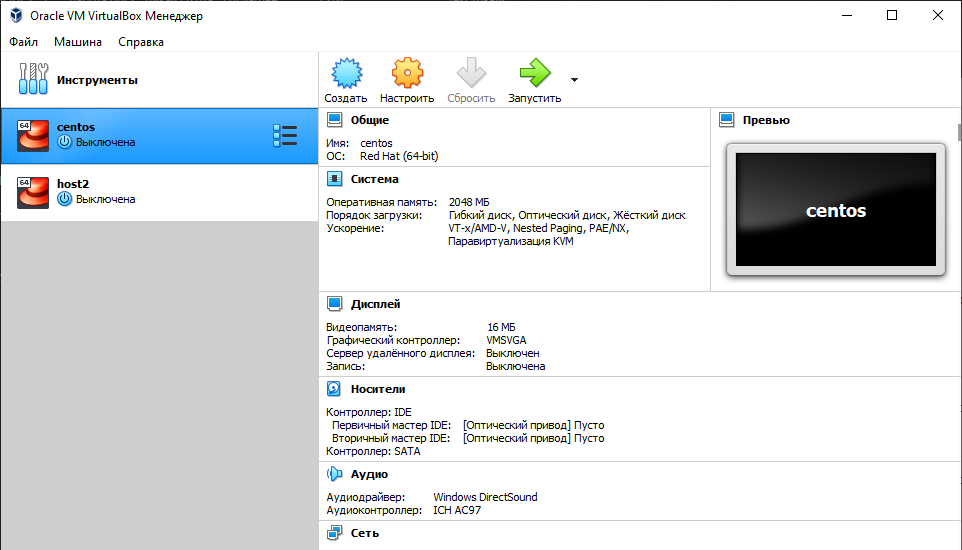 Oracle VM VirtualBox Менеджер
Файл Машина Справка
Инструменты
Создать Настроить Сбросить Запустить
64 centos
Выключена
64 host2
Выключена
Общие
Имя: centos
ОС: Red Hat (64-bit)
Превью
centos
Система
Оперативная память: 2048 МБ
Порядок загрузки: Гибкий диск, Оптический диск, Жёсткий диск
Ускорение: VT-x/AMD-V, Nested Paging, PAE/NX,
Паравиртуализация KVM
Дисплей
Видеопамять: 16 МБ
Графический контроллер: VMSVGA
Сервер удалённого дисплея: Выключен
Запись: Выключена
Носители
Контроллер: IDE
Первичный мастер IDE: [Оптический привод] Пусто
Вторичный мастер IDE: [Оптический привод] Пусто
Контроллер: SATA
Аудио
Аудиодрайвер: Windows DirectSound
Аудиоконтроллер: ICH AC97
Сеть